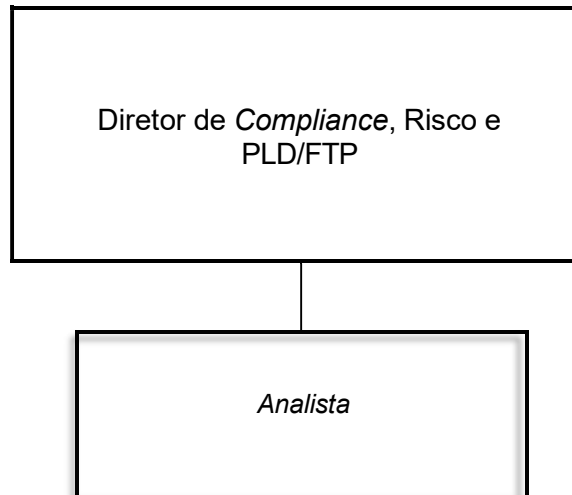 Diretor de Compliance, Risco e
PLD/FTP
Analista